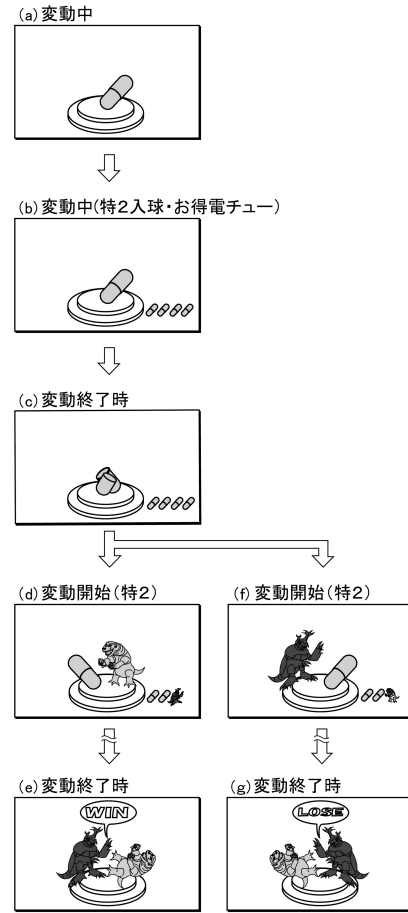 (a) 変動中
(b) 変動中(特2入球・お得電チュー)
(c) 変動終了時
(d) 変動開始(特2)
(f) 変動開始(特2)
(e) 変動終了時
WIN
(g) 変動終了時
LOSE